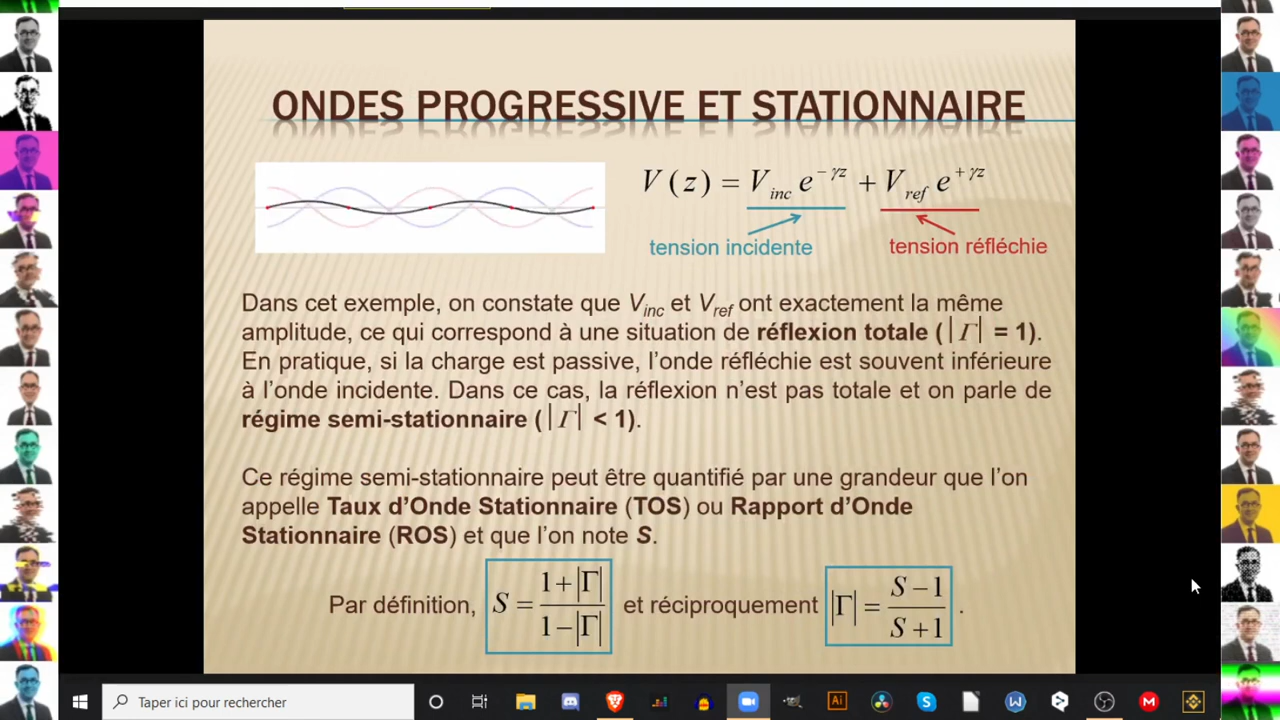 ONDES PROGRESSIVE ET STATIONNAIRE
V(z) = V_inc e^{-γz} + V_ref e^{+γz}
tension incidente
tension réfléchie
Dans cet exemple, on constate que V_inc et V_ref ont exactement la même
amplitude, ce qui correspond à une situation de réflexion totale (|Γ| = 1).
En pratique, si la charge est passive, l'onde réfléchie est souvent inférieure
à l'onde incidente. Dans ce cas, la réflexion n'est pas totale et on parle de
régime semi-stationnaire (|Γ| < 1).
Ce régime semi-stationnaire peut être quantifié par une grandeur que l'on
appelle Taux d'Onde Stationnaire (TOS) ou Rapport d'Onde
Stationnaire (ROS) et que l'on note S.
Par définition, S = (1+|Γ|)/(1−|Γ|) et réciproquement |Γ| = (S−1)/(S+1) .
Taper ici pour rechercher
Ai
S
W
M